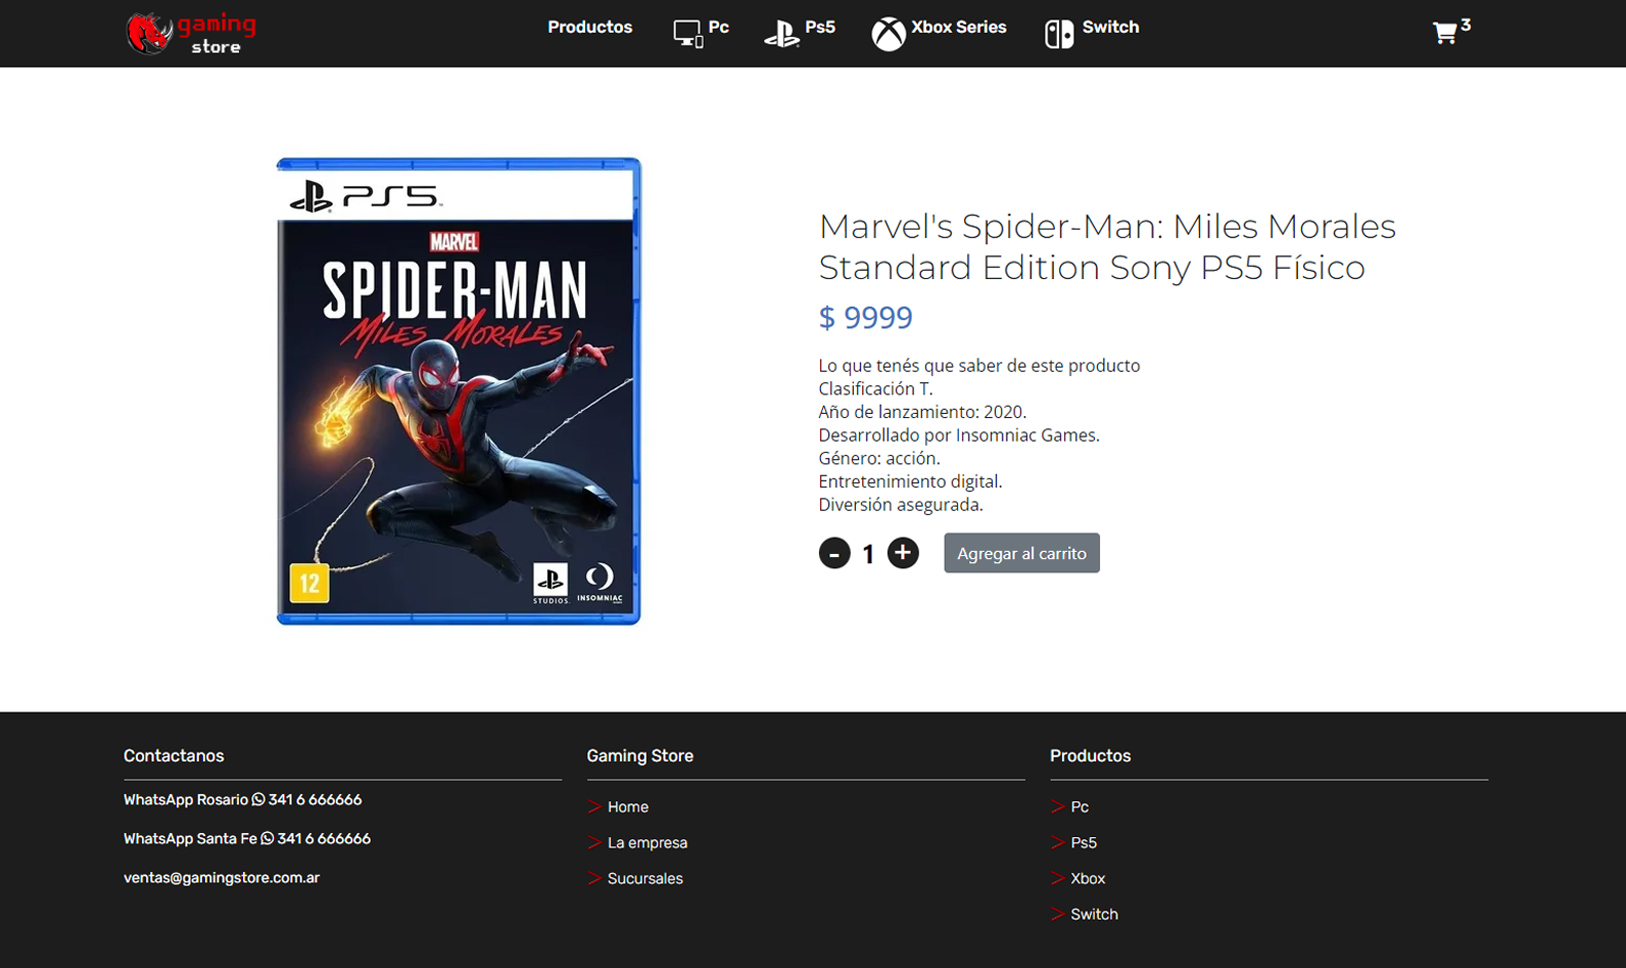 gaming
store
Productos
Pc
Ps5
Xbox Series
Switch
3
PS5
MARVEL
SPIDER-MAN
MILES MORALES
12
STUDIOS
INSOMNIAC
Marvel's Spider-Man: Miles Morales
Standard Edition Sony PS5 Físico
$ 9999
Lo que tenés que saber de este producto
Clasificación T.
Año de lanzamiento: 2020.
Desarrollado por Insomniac Games.
Género: acción.
Entretenimiento digital.
Diversión asegurada.
- 1 + Agregar al carrito
Contactanos
WhatsApp Rosario 341 6 666666
WhatsApp Santa Fe 341 6 666666
ventas@gamingstore.com.ar
Gaming Store
> Home
> La empresa
> Sucursales
Productos
> Pc
> Ps5
> Xbox
> Switch